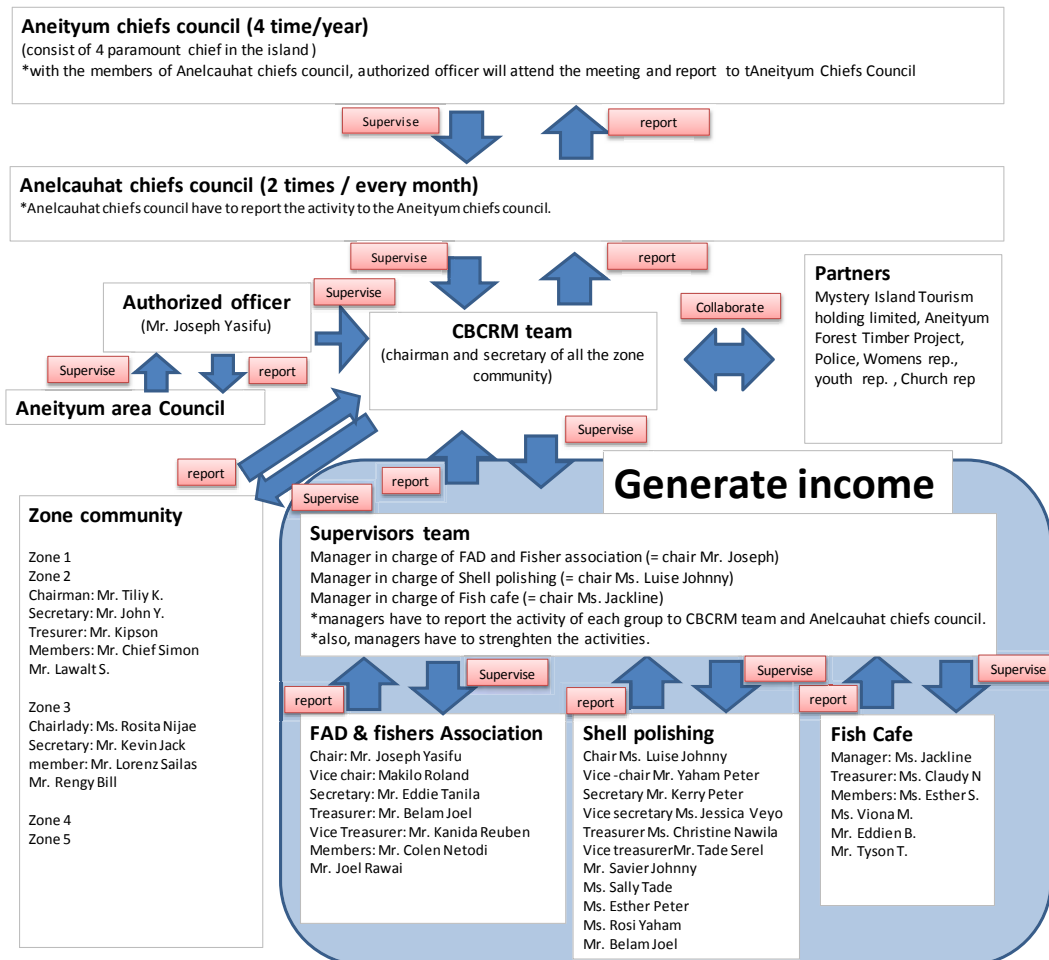 Aneityum chiefs council (4 time/year)
(consist of 4 paramount chief in the island )
*with the members of Anelcauhat chiefs council, authorized officer will attend the meeting and report to tAneityum Chiefs Council
Supervise
report
Anelcauhat chiefs council (2 times / every month)
*Anelcauhat chiefs council have to report the activity to the Aneityum chiefs council.
Supervise
report
Authorized officer
(Mr. Joseph Yasifu)
Supervise
CBCRM team
(chairman and secretary of all the zone
community)
Collaborate
Partners
Mystery Island Tourism
holding limited, Aneityum
Forest Timber Project,
Police, Womens rep.,
youth rep. , Church rep
Supervise
report
Aneityum area Council
report
Supervise
report
Supervise
Generate income
Zone community
Zone 1
Zone 2
Chairman: Mr. Tiliy K.
Secretary: Mr. John Y.
Tresurer: Mr. Kipson
Members: Mr. Chief Simon
Mr. Lawalt S.
Zone 3
Chairlady: Ms. Rosita Nijae
Secretary: Mr. Kevin Jack
member: Mr. Lorenz Sailas
Mr. Rengy Bill
Zone 4
Zone 5
Supervisors team
Manager in charge of FAD and Fisher association (= chair Mr. Joseph)
Manager in charge of Shell polishing (= chair Ms. Luise Johnny)
Manager in charge of Fish cafe (= chair Ms. Jackline)
*managers have to report the activity of each group to CBCRM team and Anelcauhat chiefs council.
*also, managers have to strenghten the activities.
report
Supervise
report
Supervise
report
Supervise
FAD & fishers Association
Chair: Mr. Joseph Yasifu
Vice chair: Makilo Roland
Secretary: Mr. Eddie Tanila
Treasurer: Mr. Belam Joel
Vice Treasurer: Mr. Kanida Reuben
Members: Mr. Colen Netodi
Mr. Joel Rawai
Shell polishing
Chair Ms. Luise Johnny
Vice -chair Mr. Yaham Peter
Secretary Mr. Kerry Peter
Vice secretary Ms. Jessica Veyo
Treasurer Ms. Christine Nawila
Vice treasurerMr. Tade Serel
Mr. Savier Johnny
Ms. Sally Tade
Ms. Esther Peter
Ms. Rosi Yaham
Mr. Belam Joel
Fish Cafe
Manager: Ms. Jackline
Treasurer: Ms. Claudy N
Members: Ms. Esther S.
Ms. Viona M.
Mr. Eddien B.
Mr. Tyson T.